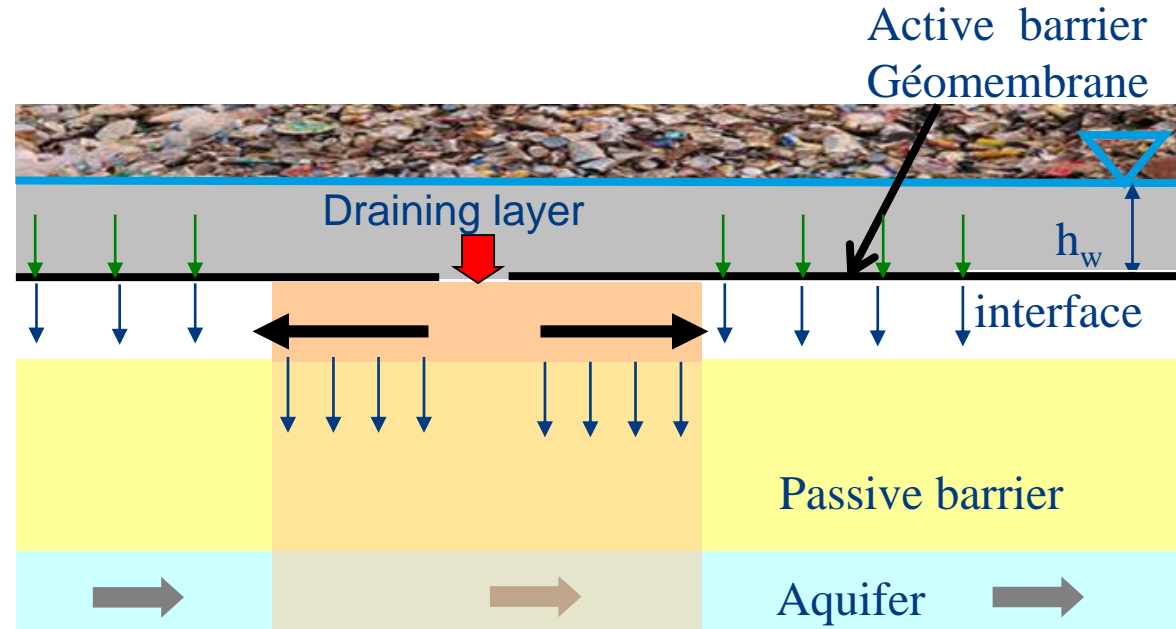 Active barrier
Géomembrane
Draining layer
h_w
interface
Passive barrier
Aquifer